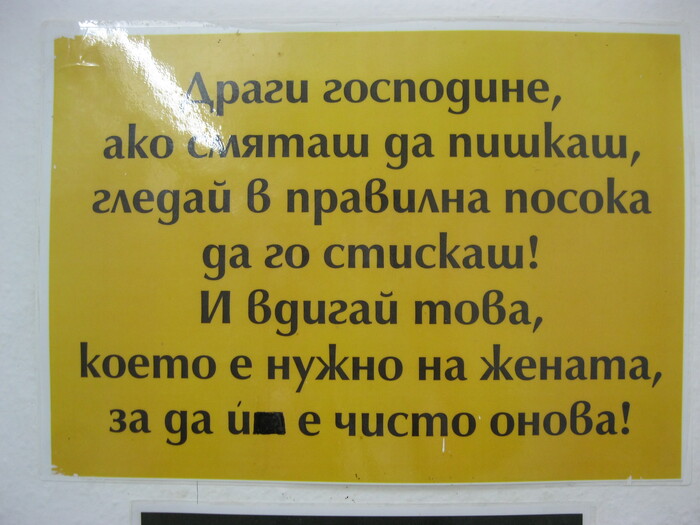 Драги господине,
ако смяташ да пишкаш,
гледай в правилна посока
да го стискаш!
И вдигай това,
което е нужно на жената,
за да ѝ е чисто онова!